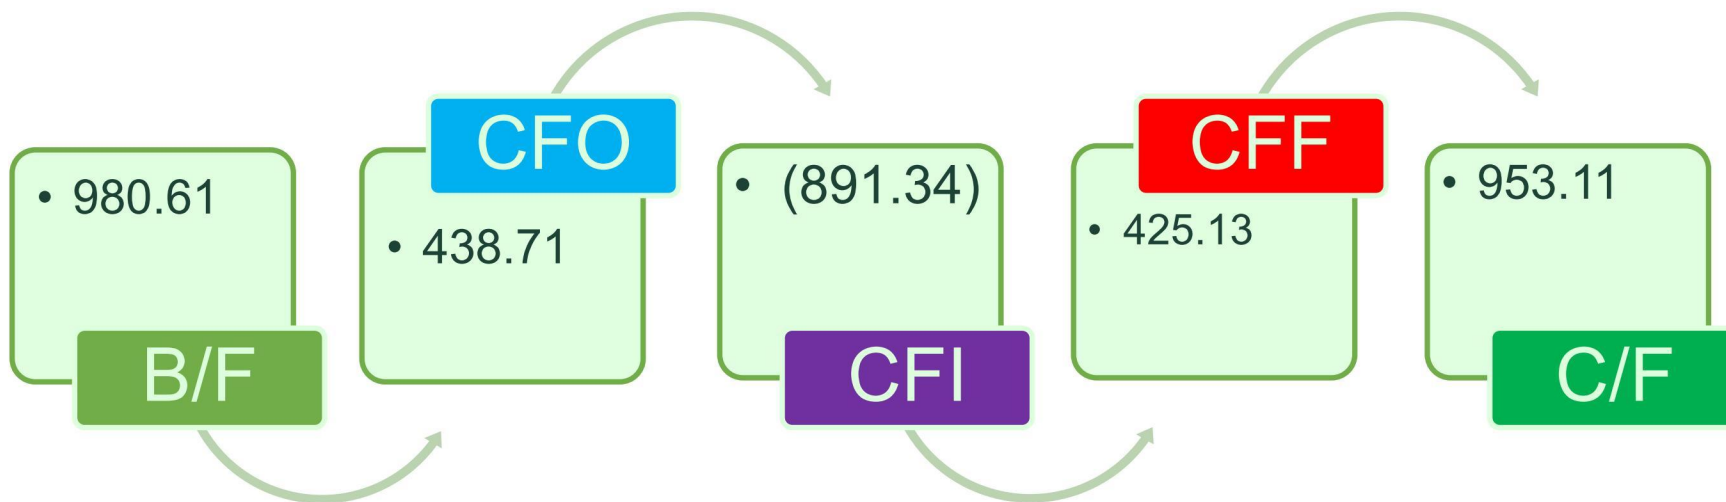 • 980.61
B/F
CFO
• 438.71
• (891.34)
CFI
CFF
• 425.13
• 953.11
C/F